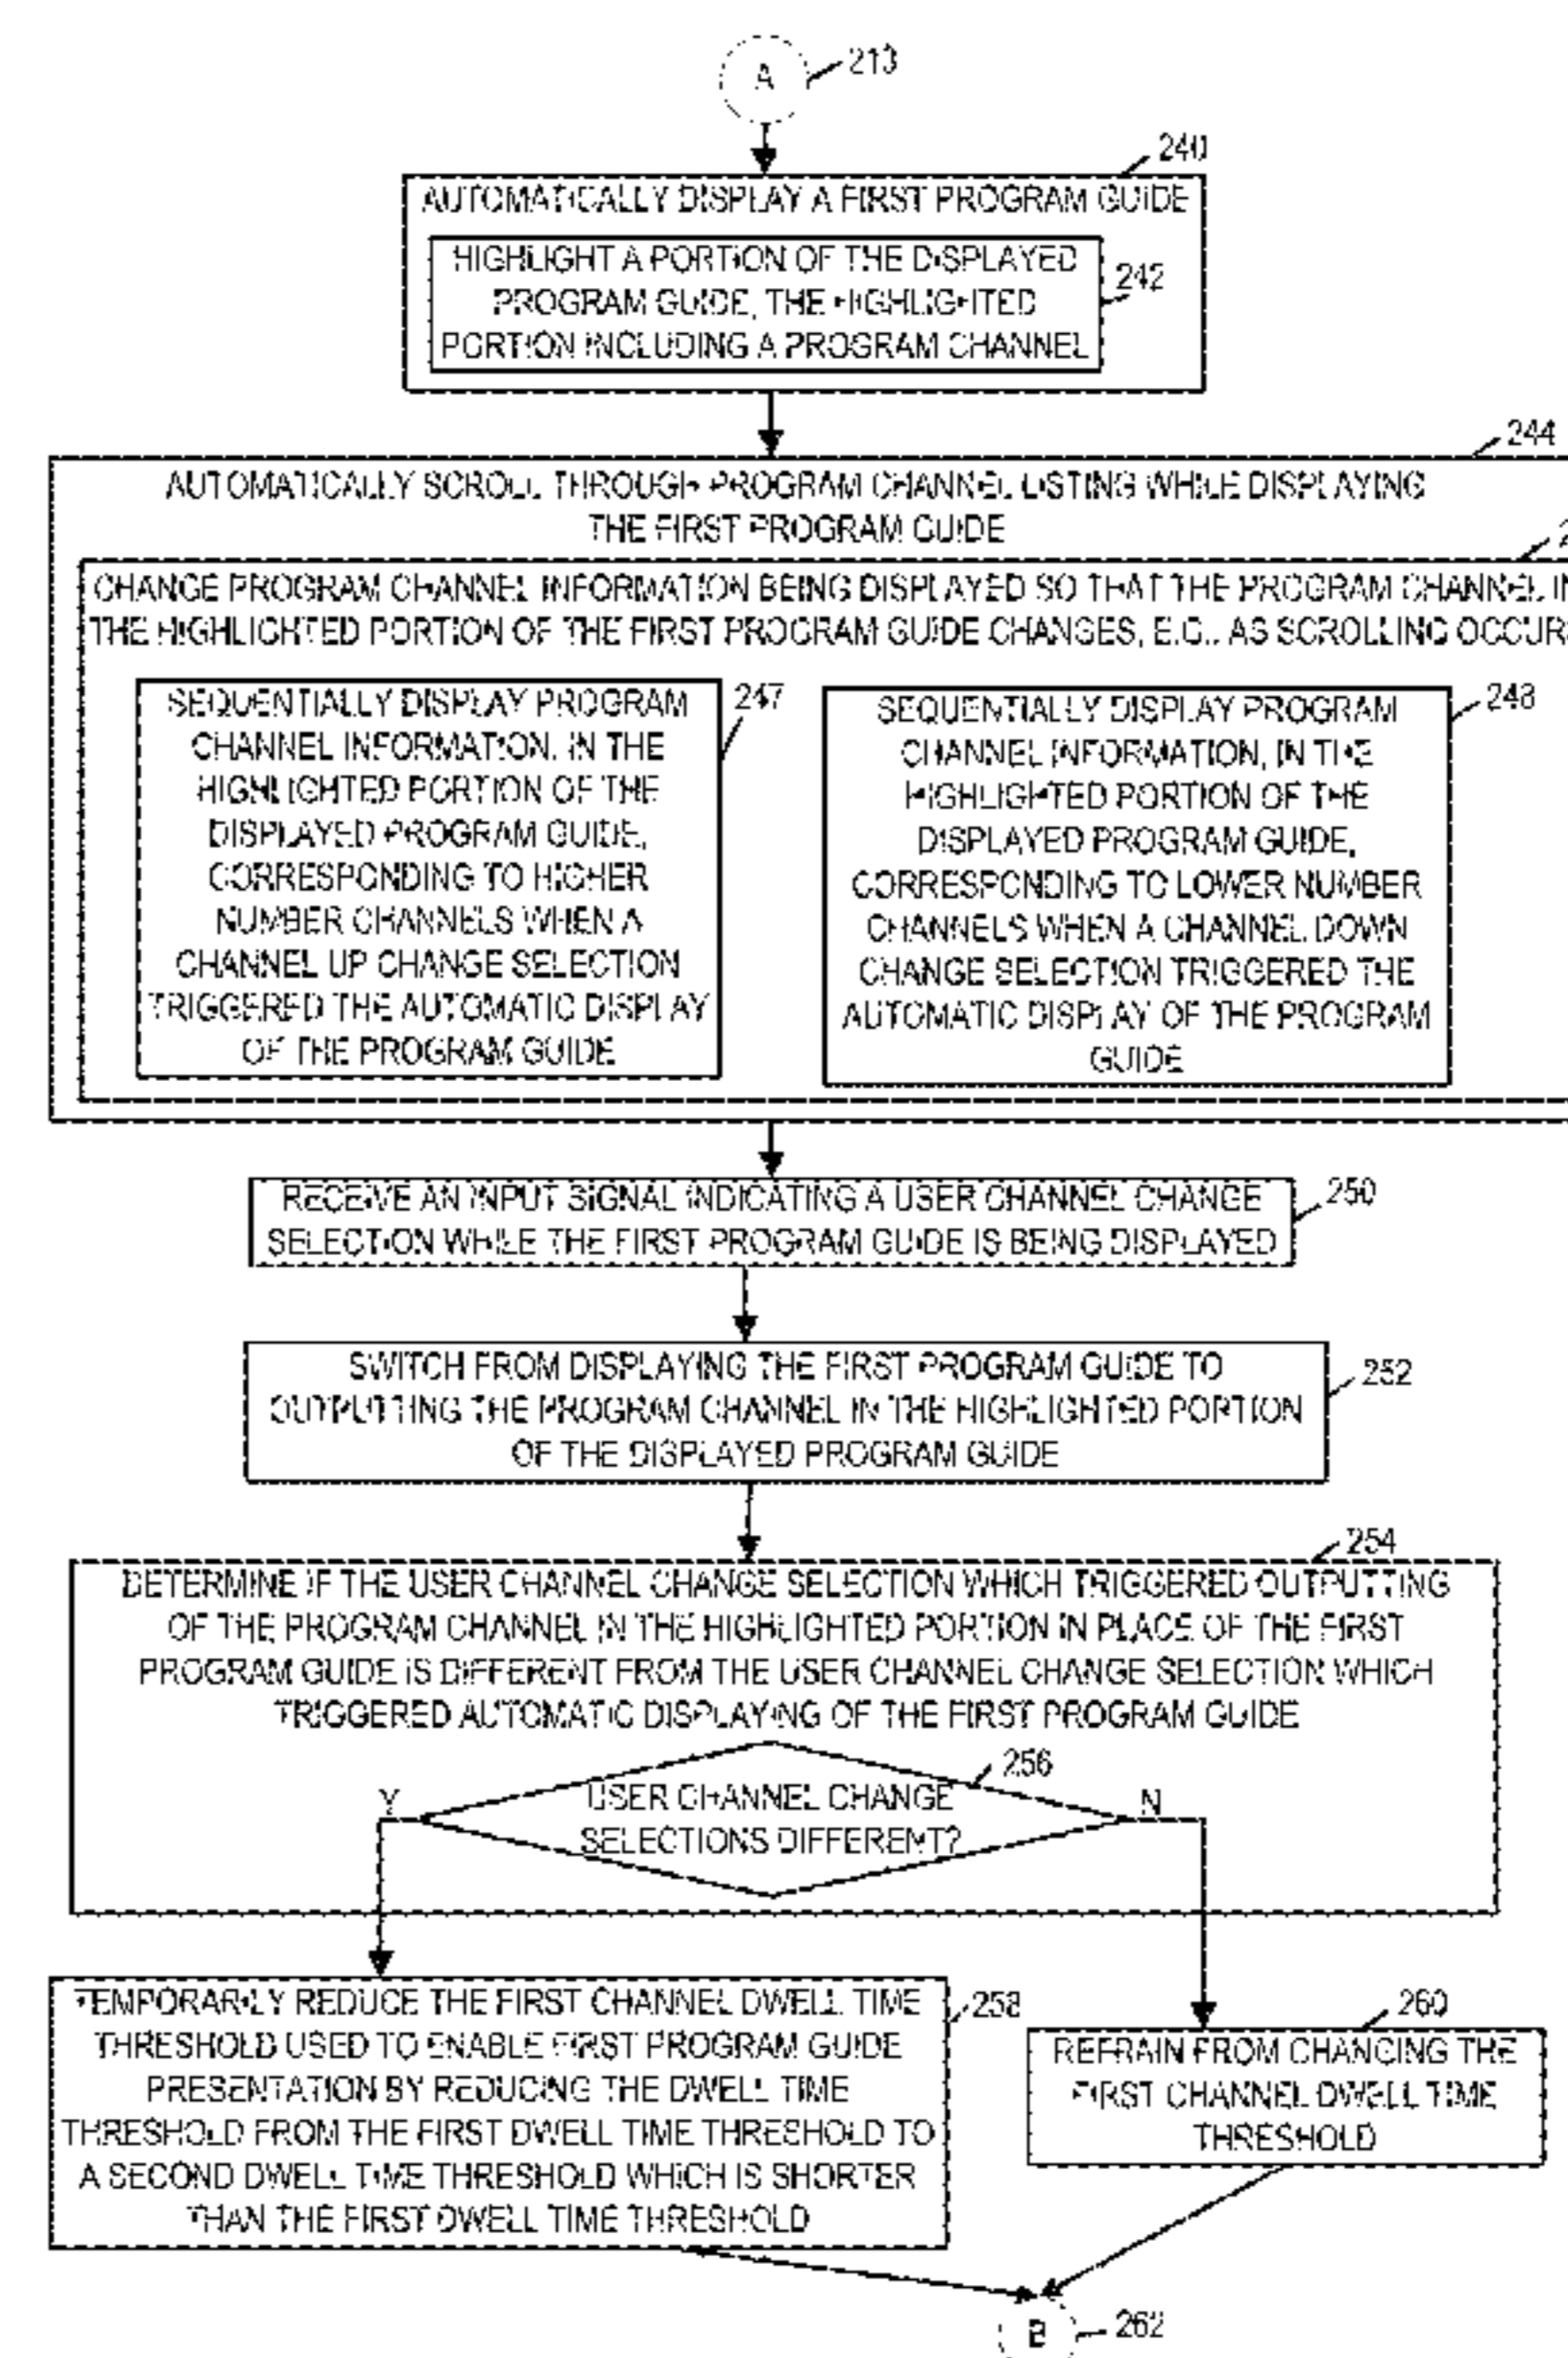 A
213
240
AUTOMATICALLY DISPLAY A FIRST PROGRAM GUIDE
HIGHLIGHT A PORTION OF THE DISPLAYED
PROGRAM GUIDE, THE HIGHLIGHTED
PORTION INCLUDING A PROGRAM CHANNEL
242
244
AUTOMATICALLY SCROLL THROUGH PROGRAM CHANNEL LISTING WHILE DISPLAYING
THE FIRST PROGRAM GUIDE
CHANGE PROGRAM CHANNEL INFORMATION BEING DISPLAYED SO THAT THE PROGRAM CHANNEL IN
THE HIGHLIGHTED PORTION OF THE FIRST PROGRAM GUIDE CHANGES, E.G., AS SCROLLING OCCURS
SEQUENTIALLY DISPLAY PROGRAM
CHANNEL INFORMATION, IN THE
HIGHLIGHTED PORTION OF THE
DISPLAYED PROGRAM GUIDE,
CORRESPONDING TO HIGHER
NUMBER CHANNELS WHEN A
CHANNEL UP CHANGE SELECTION
TRIGGERED THE AUTOMATIC DISPLAY
OF THE PROGRAM GUIDE
247
SEQUENTIALLY DISPLAY PROGRAM
CHANNEL INFORMATION, IN THE
HIGHLIGHTED PORTION OF THE
DISPLAYED PROGRAM GUIDE,
CORRESPONDING TO LOWER NUMBER
CHANNELS WHEN A CHANNEL DOWN
CHANGE SELECTION TRIGGERED THE
AUTOMATIC DISPLAY OF THE PROGRAM
GUIDE
248
RECEIVE AN INPUT SIGNAL INDICATING A USER CHANNEL CHANGE
SELECTION WHILE THE FIRST PROGRAM GUIDE IS BEING DISPLAYED
250
SWITCH FROM DISPLAYING THE FIRST PROGRAM GUIDE TO
OUTPUTTING THE PROGRAM CHANNEL IN THE HIGHLIGHTED PORTION
OF THE DISPLAYED PROGRAM GUIDE
252
254
DETERMINE IF THE USER CHANNEL CHANGE SELECTION WHICH TRIGGERED OUTPUTTING
OF THE PROGRAM CHANNEL IN THE HIGHLIGHTED PORTION IN PLACE OF THE FIRST
PROGRAM GUIDE IS DIFFERENT FROM THE USER CHANNEL CHANGE SELECTION WHICH
TRIGGERED AUTOMATIC DISPLAYING OF THE FIRST PROGRAM GUIDE
256
Y
USER CHANNEL CHANGE
SELECTIONS DIFFERENT?
N
TEMPORARILY REDUCE THE FIRST CHANNEL DWELL TIME
THRESHOLD USED TO ENABLE FIRST PROGRAM GUIDE
PRESENTATION BY REDUCING THE DWELL TIME
THRESHOLD FROM THE FIRST DWELL TIME THRESHOLD TO
A SECOND DWELL TIME THRESHOLD WHICH IS SHORTER
THAN THE FIRST DWELL TIME THRESHOLD
258
260
REFRAIN FROM CHANGING THE
FIRST CHANNEL DWELL TIME
THRESHOLD
B
262